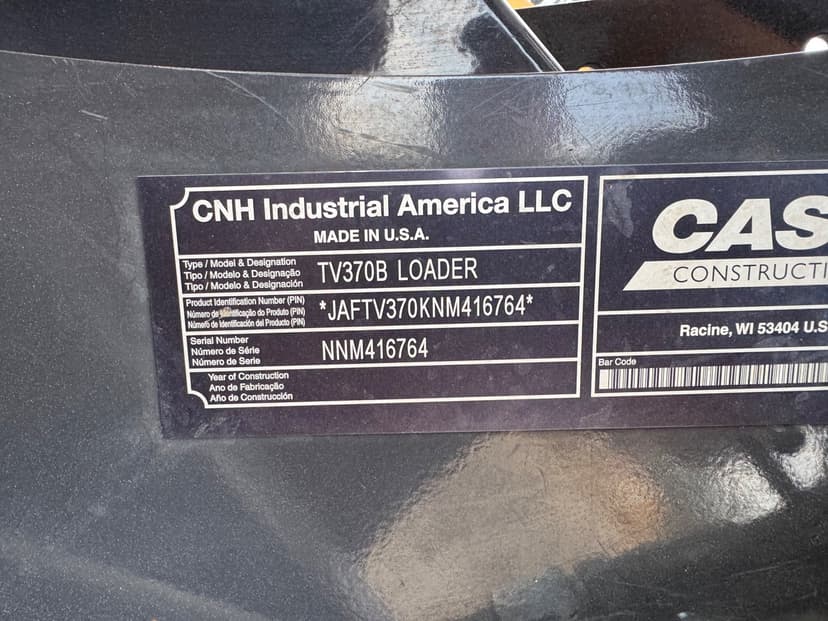 CNH Industrial America LLC
MADE IN U.S.A.
Type / Model & Designation
Tipo / Modelo & Designação
Tipo / Modelo & Designación
TV370B LOADER
Product Identification Number (PIN)
Número de Identificação do Produto (PIN)
Número de Identificación del Producto (PIN)
*JAFTV370KNM416764*
Serial Number
Número de Série
Número de Serie
NNM416764
Year of Construction
Ano de Fabricação
Año de Construcción
CAS
CONSTRUCTI
Racine, WI 53404 U.S
Bar Code